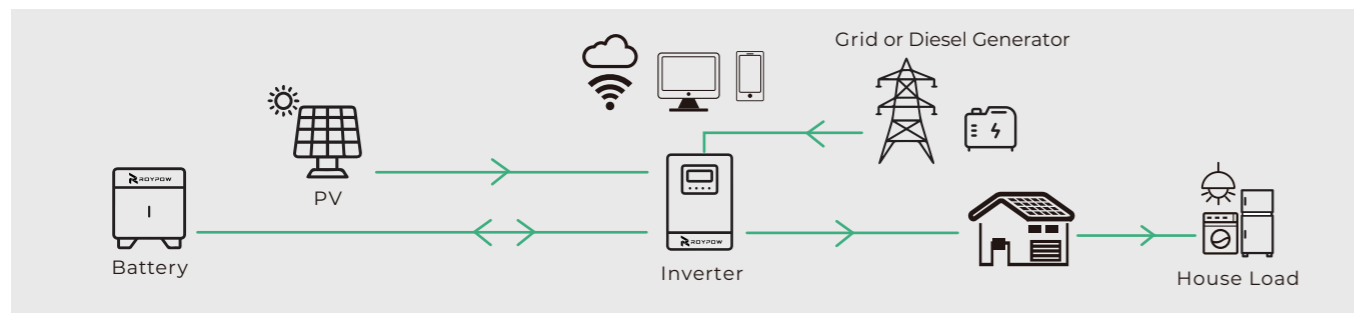 Grid or Diesel Generator
ROYPOW
PV
Battery
ROYPOW
Inverter
House Load